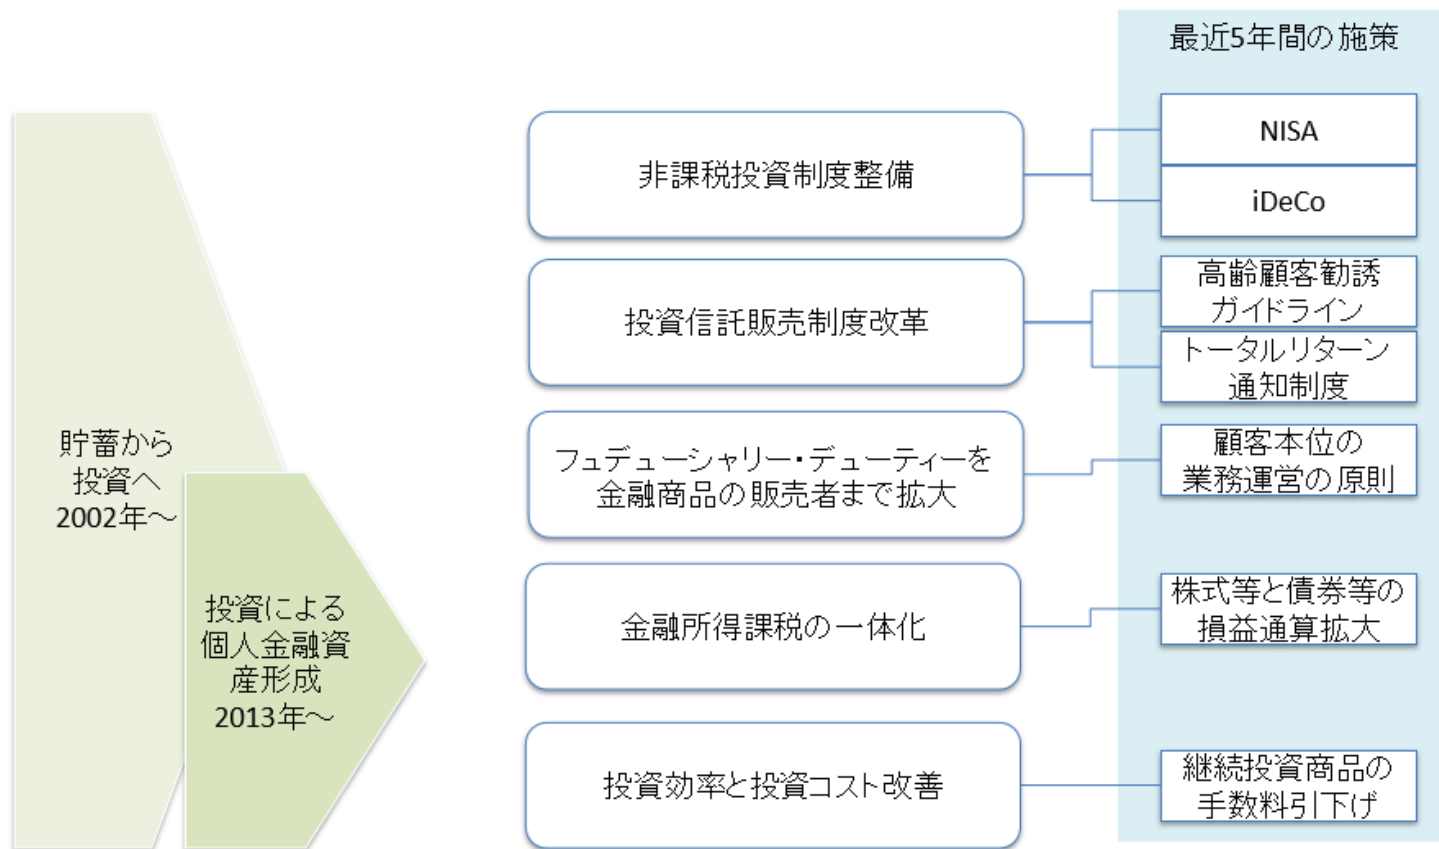 最近5年間の施策
貯蓄から
投資へ
2002年～
投資による
個人金融資
産形成
2013年～
非課税投資制度整備
NISA
iDeCo
投資信託販売制度改革
高齢顧客勧誘
ガイドライン
トータルリターン
通知制度
フュデューシャリー・デューティーを
金融商品の販売者まで拡大
顧客本位の
業務運営の原則
金融所得課税の一体化
株式等と債券等の
損益通算拡大
投資効率と投資コスト改善
継続投資商品の
手数料引下げ